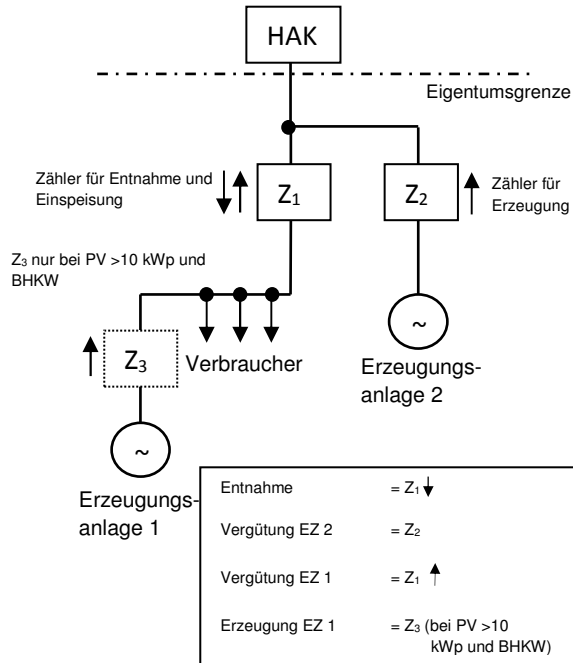 HAK
Eigentumsgrenze
Zähler für Entnahme und
Einspeisung
Z₁
Z₂
Zähler für
Erzeugung
Z₃ nur bei PV >10 kWp und
BHKW
Z₃
Verbraucher
~
Erzeugungs-
anlage 2
~
Erzeugungs-
anlage 1
Entnahme = Z₁ ↓
Vergütung EZ 2 = Z₂
Vergütung EZ 1 = Z₁ ↑
Erzeugung EZ 1 = Z₃ (bei PV >10
kWp und BHKW)